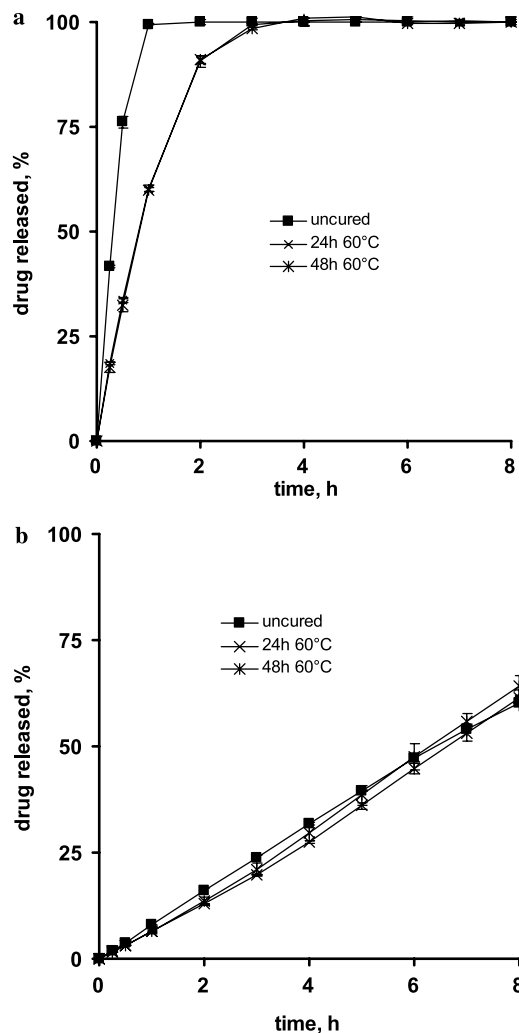 a
100
75
50
25
0
drug released, %
uncured
24h 60°C
48h 60°C
0 2 4 6 8
time, h
b
100
75
50
25
0
drug released, %
uncured
24h 60°C
48h 60°C
0 2 4 6 8
time, h